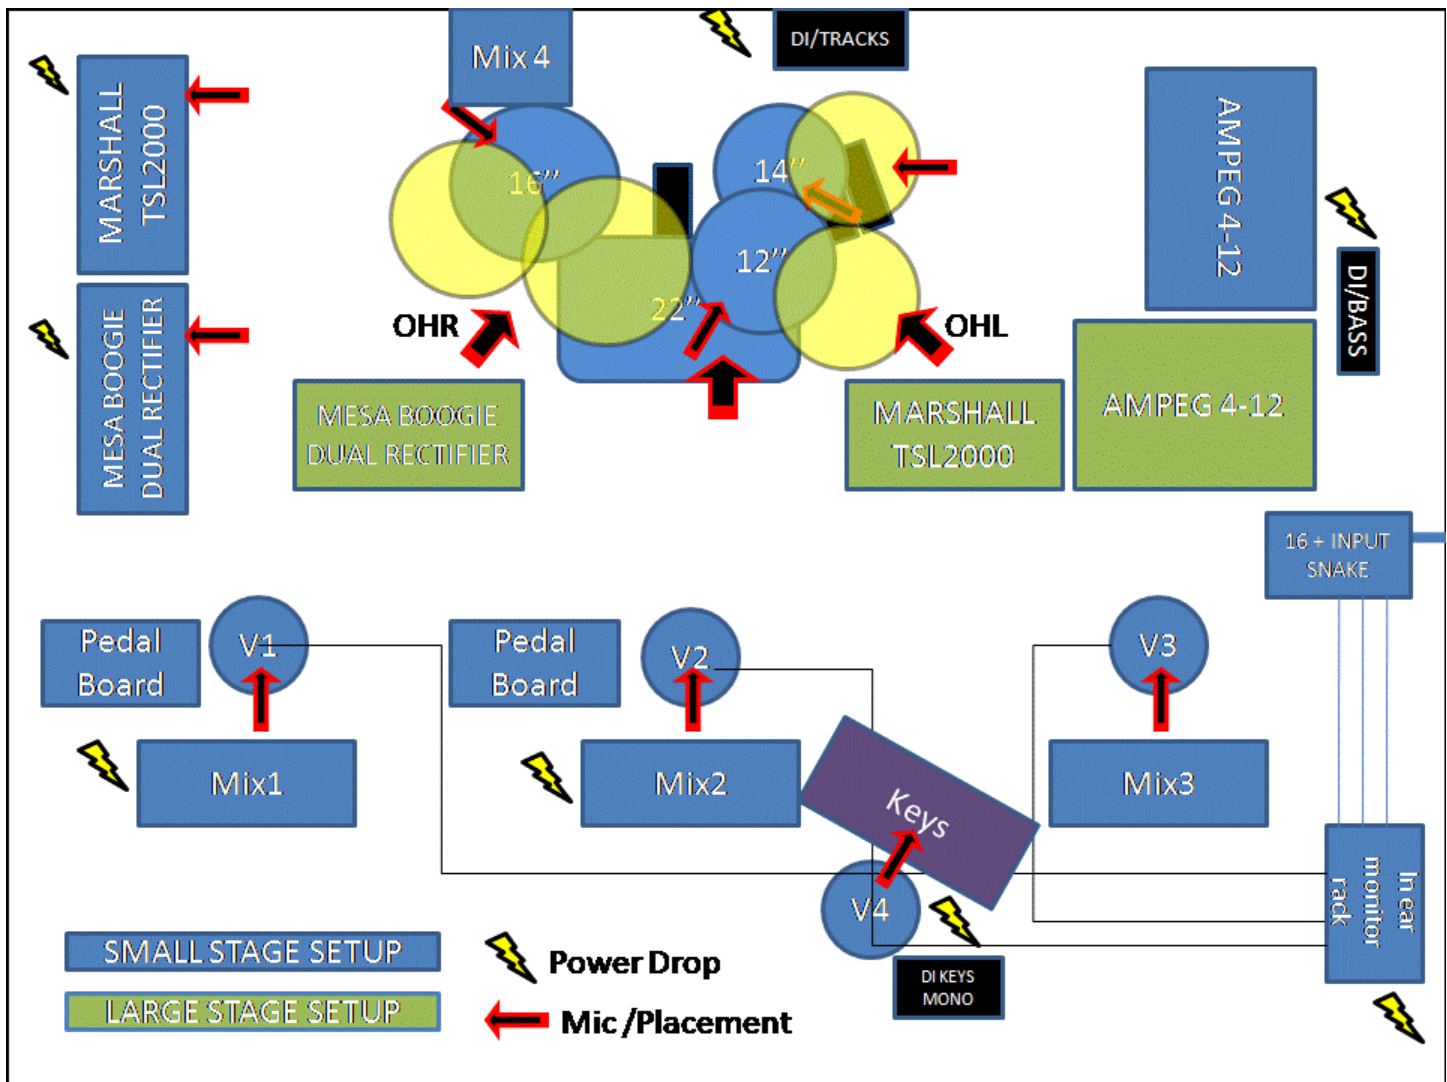 Mix 4
DI/TRACKS
MARSHALL
TSL2000
AMPEG 4-12
16”
14”
12”
22”
OHR
OHL
DI/BASS
MESA BOOGIE
DUAL RECTIFIER
MESA BOOGIE
DUAL RECTIFIER
MARSHALL
TSL2000
AMPEG 4-12
16 + INPUT
SNAKE
Pedal
Board
V1
Pedal
Board
V2
V3
Mix1
Mix2
Keys
Mix3
In ear
monitor
rack
V4
SMALL STAGE SETUP
Power Drop
DI KEYS
MONO
LARGE STAGE SETUP
Mic /Placement